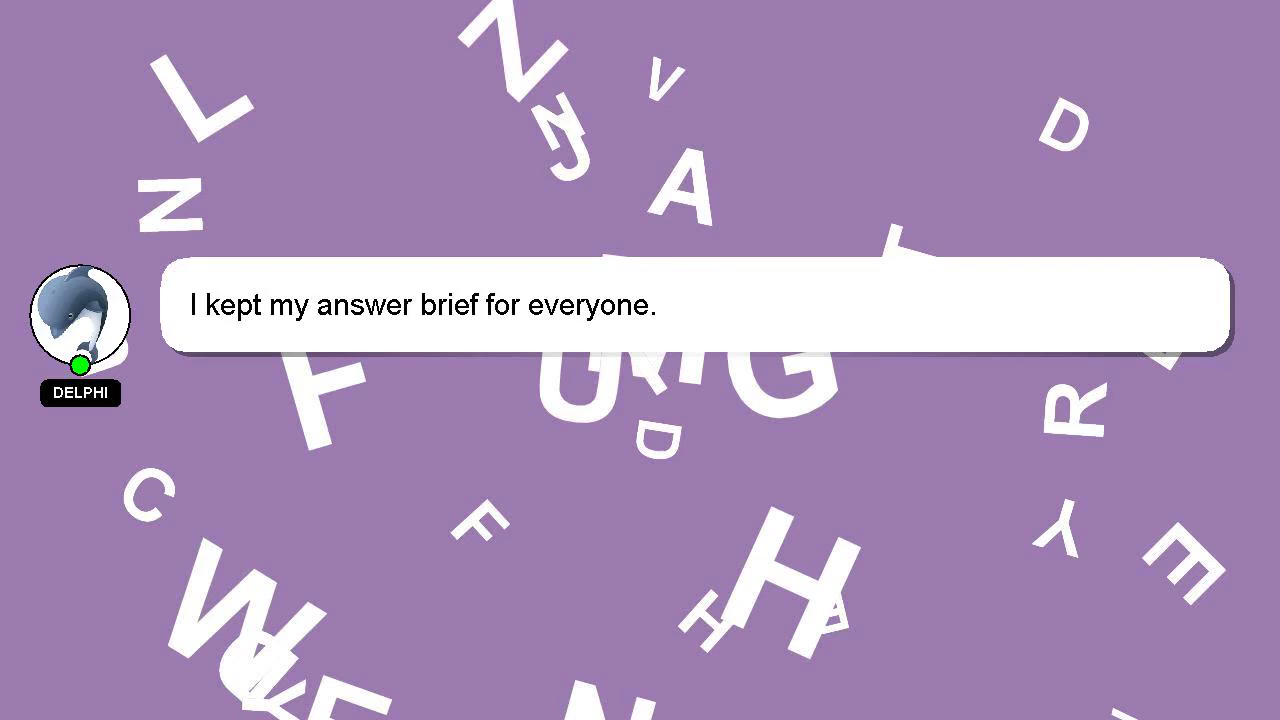 L
N
V
N
J
D
A
N
I kept my answer brief for everyone.
DELPHI
F
U
G
R
D
C
F
Y
E
H
W
H
N